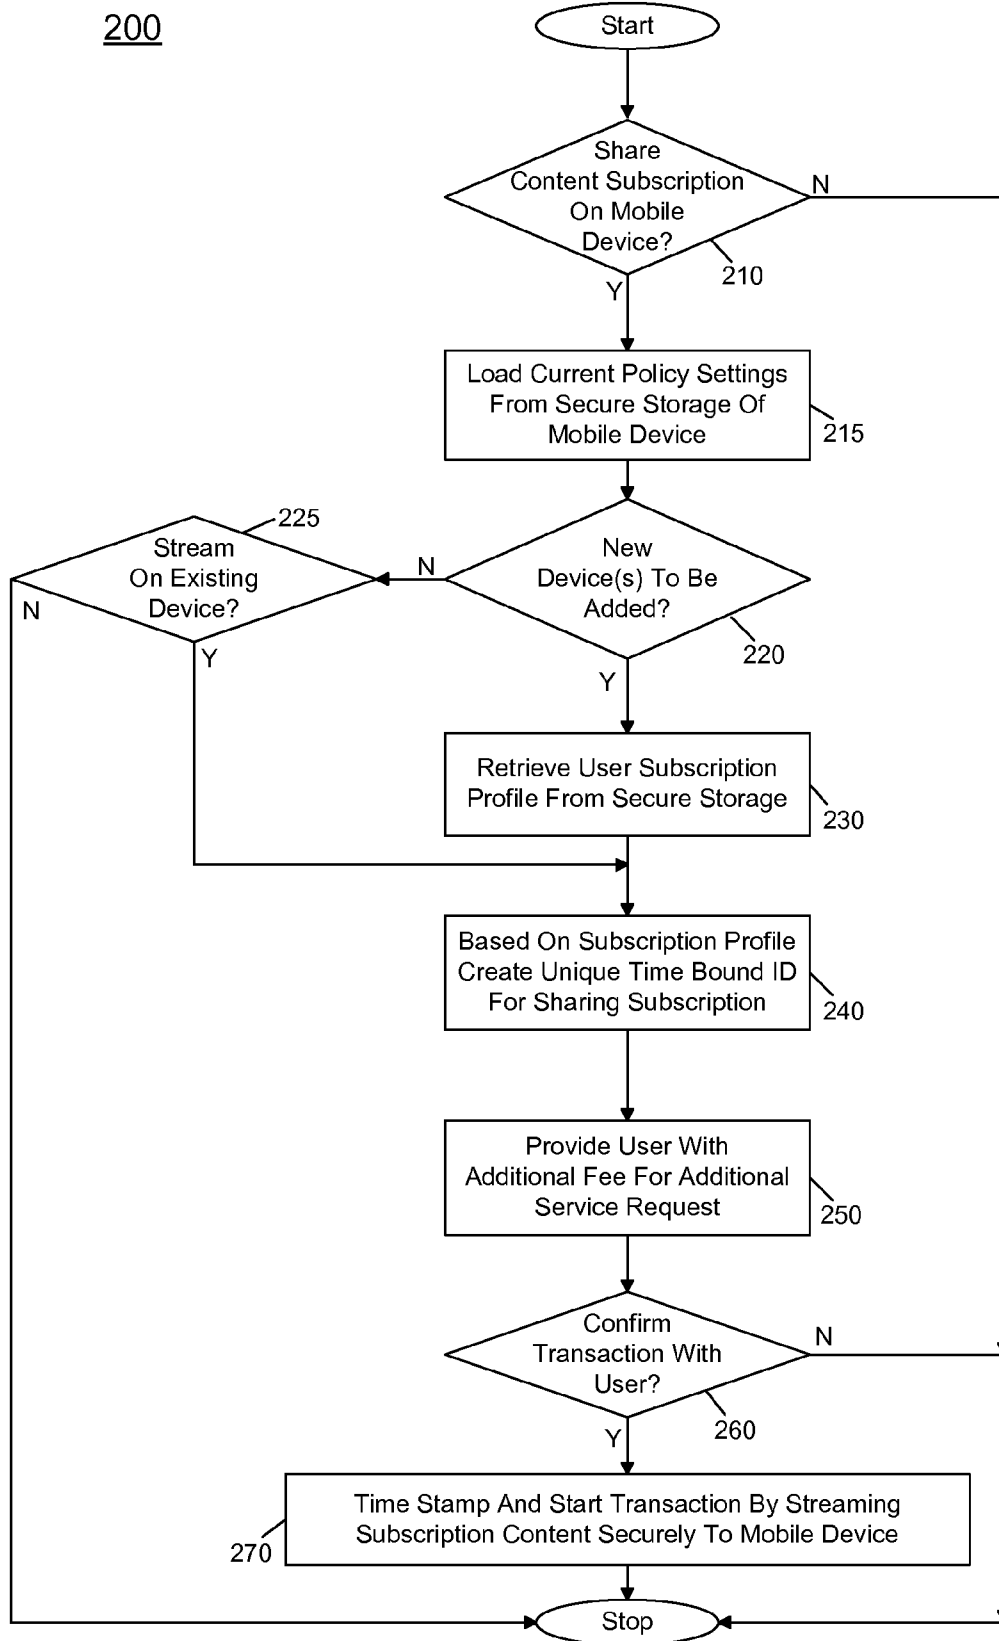 200
Start
Share
Content Subscription
On Mobile
Device?
N
210
Y
Load Current Policy Settings
From Secure Storage Of
Mobile Device
215
225
Stream
On Existing
Device?
N
Y
N
New
Device(s) To Be
Added?
220
Y
Retrieve User Subscription
Profile From Secure Storage
230
Based On Subscription Profile
Create Unique Time Bound ID
For Sharing Subscription
240
Provide User With
Additional Fee For Additional
Service Request
250
Confirm
Transaction With
User?
N
260
Y
Time Stamp And Start Transaction By Streaming
Subscription Content Securely To Mobile Device
270
Stop